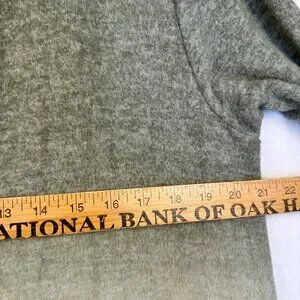 13 14 15 16 17 18 19 20 21 22
ATIONAL BANK OF OAK H